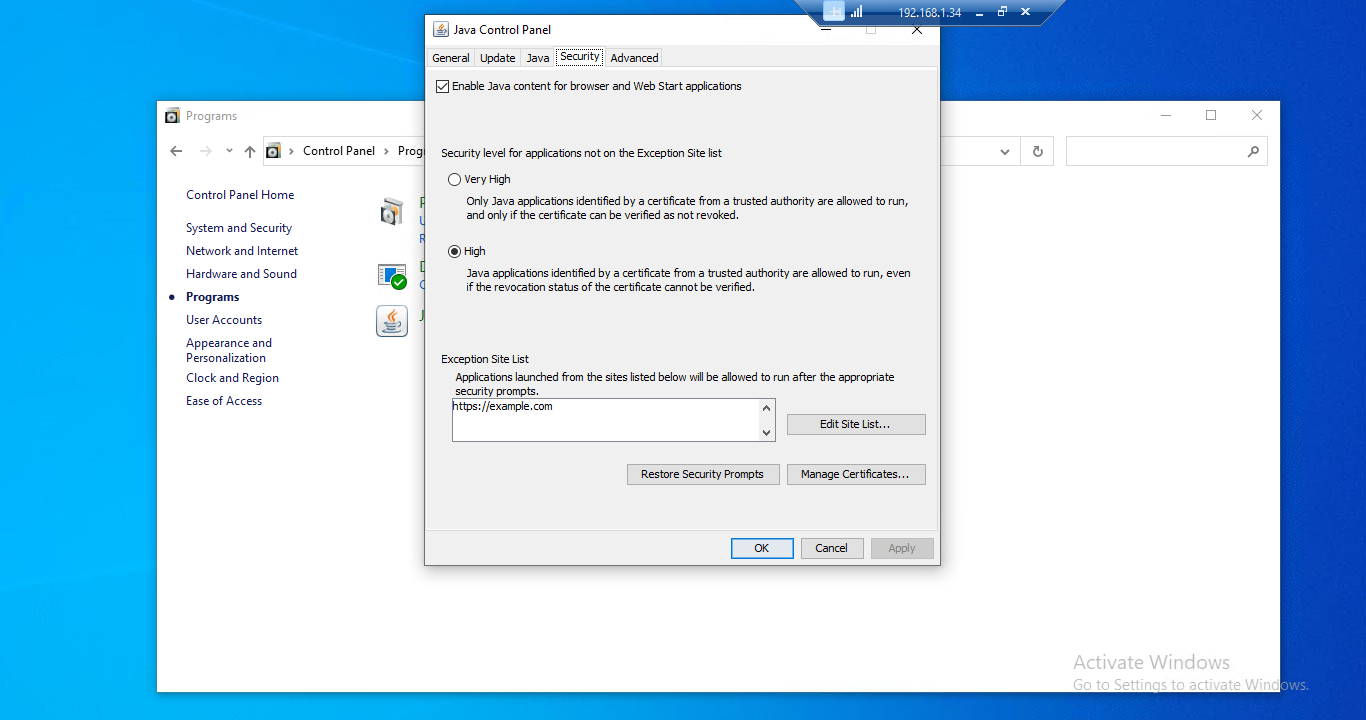 192.168.1.34
Java Control Panel
General Update Java Security Advanced
Enable Java content for browser and Web Start applications
Security level for applications not on the Exception Site list
Very High
Only Java applications identified by a certificate from a trusted authority are allowed to run,
and only if the certificate can be verified as not revoked.
High
Java applications identified by a certificate from a trusted authority are allowed to run, even
if the revocation status of the certificate cannot be verified.
Exception Site List
Applications launched from the sites listed below will be allowed to run after the appropriate
security prompts.
https://example.com
Edit Site List...
Restore Security Prompts Manage Certificates...
OK Cancel Apply
Programs
Control Panel
Control Panel Home
System and Security
Network and Internet
Hardware and Sound
Programs
User Accounts
Appearance and
Personalization
Clock and Region
Ease of Access
Activate Windows
Go to Settings to activate Windows.